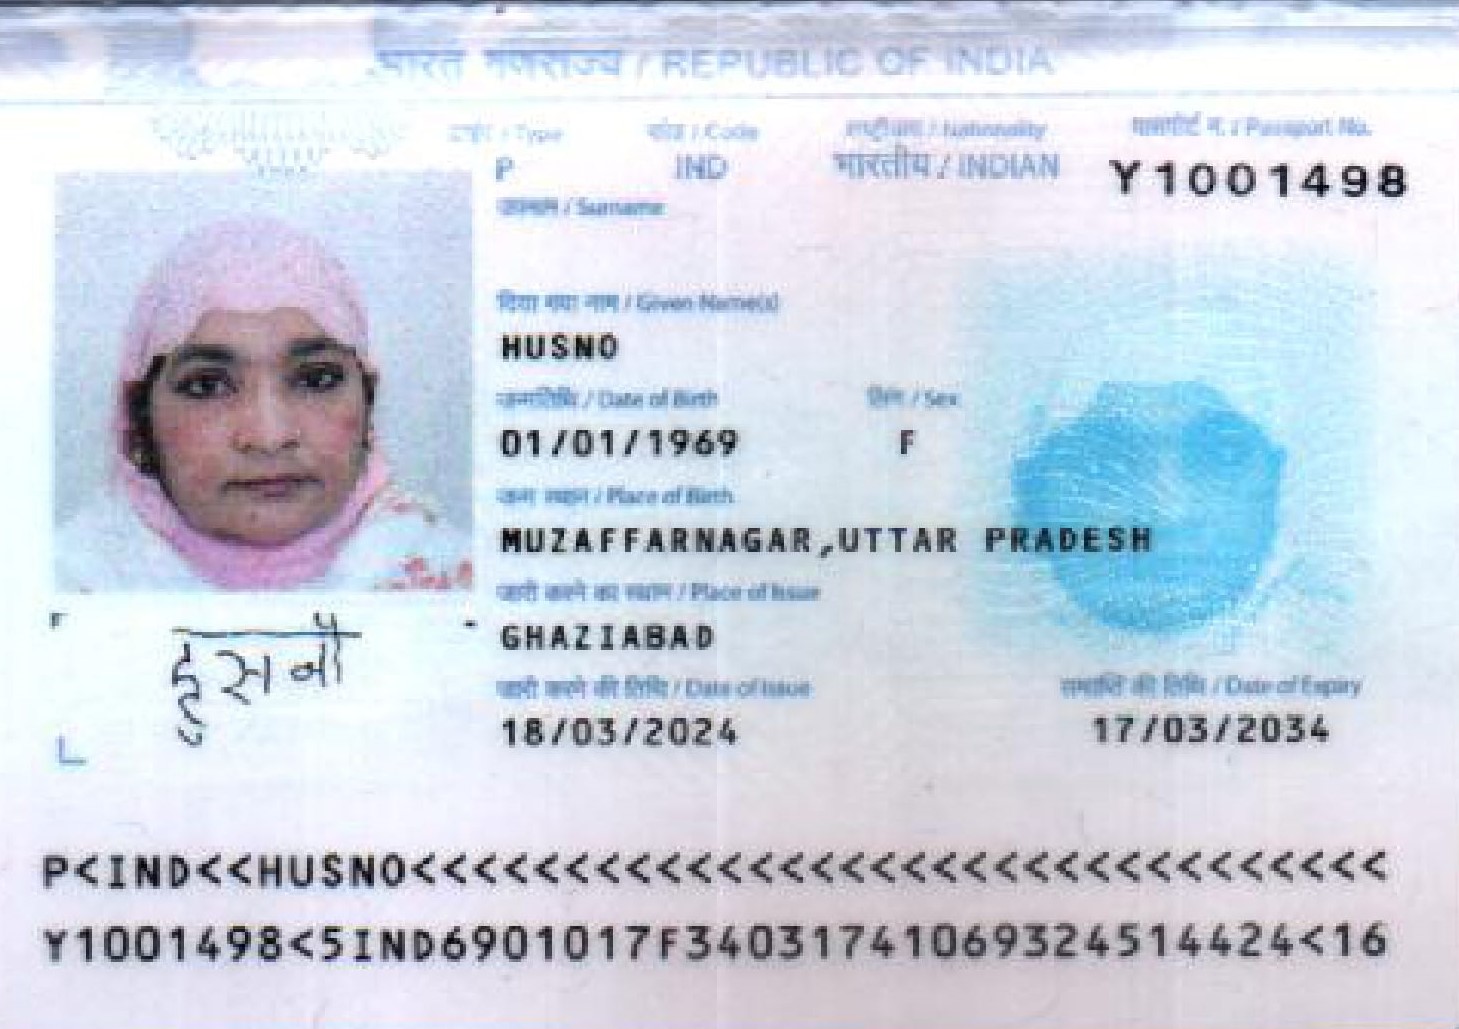 भारत गणराज्य / REPUBLIC OF INDIA
टाईप / Type कोड / Code राष्ट्रीयता / Nationality पासपोर्ट न. / Passport No.
P IND भारतीय / INDIAN Y1001498
उपनाम / Surname
दिया गया नाम / Given Name(s)
HUSNO
जन्मतिथि / Date of Birth लिंग / Sex
01/01/1969 F
जन्म स्थान / Place of Birth
MUZAFFARNAGAR,UTTAR PRADESH
जारी करने का स्थान / Place of Issue
GHAZIABAD
हुसनो
जारी करने की तिथि / Date of Issue समाप्ति की तिथि / Date of Expiry
18/03/2024 17/03/2034
P<IND<<HUSNO<<<<<<<<<<<<<<<<<<<<<<<<<<<<<<<<
Y1001498<5IND6901017F34031741069324514424<16